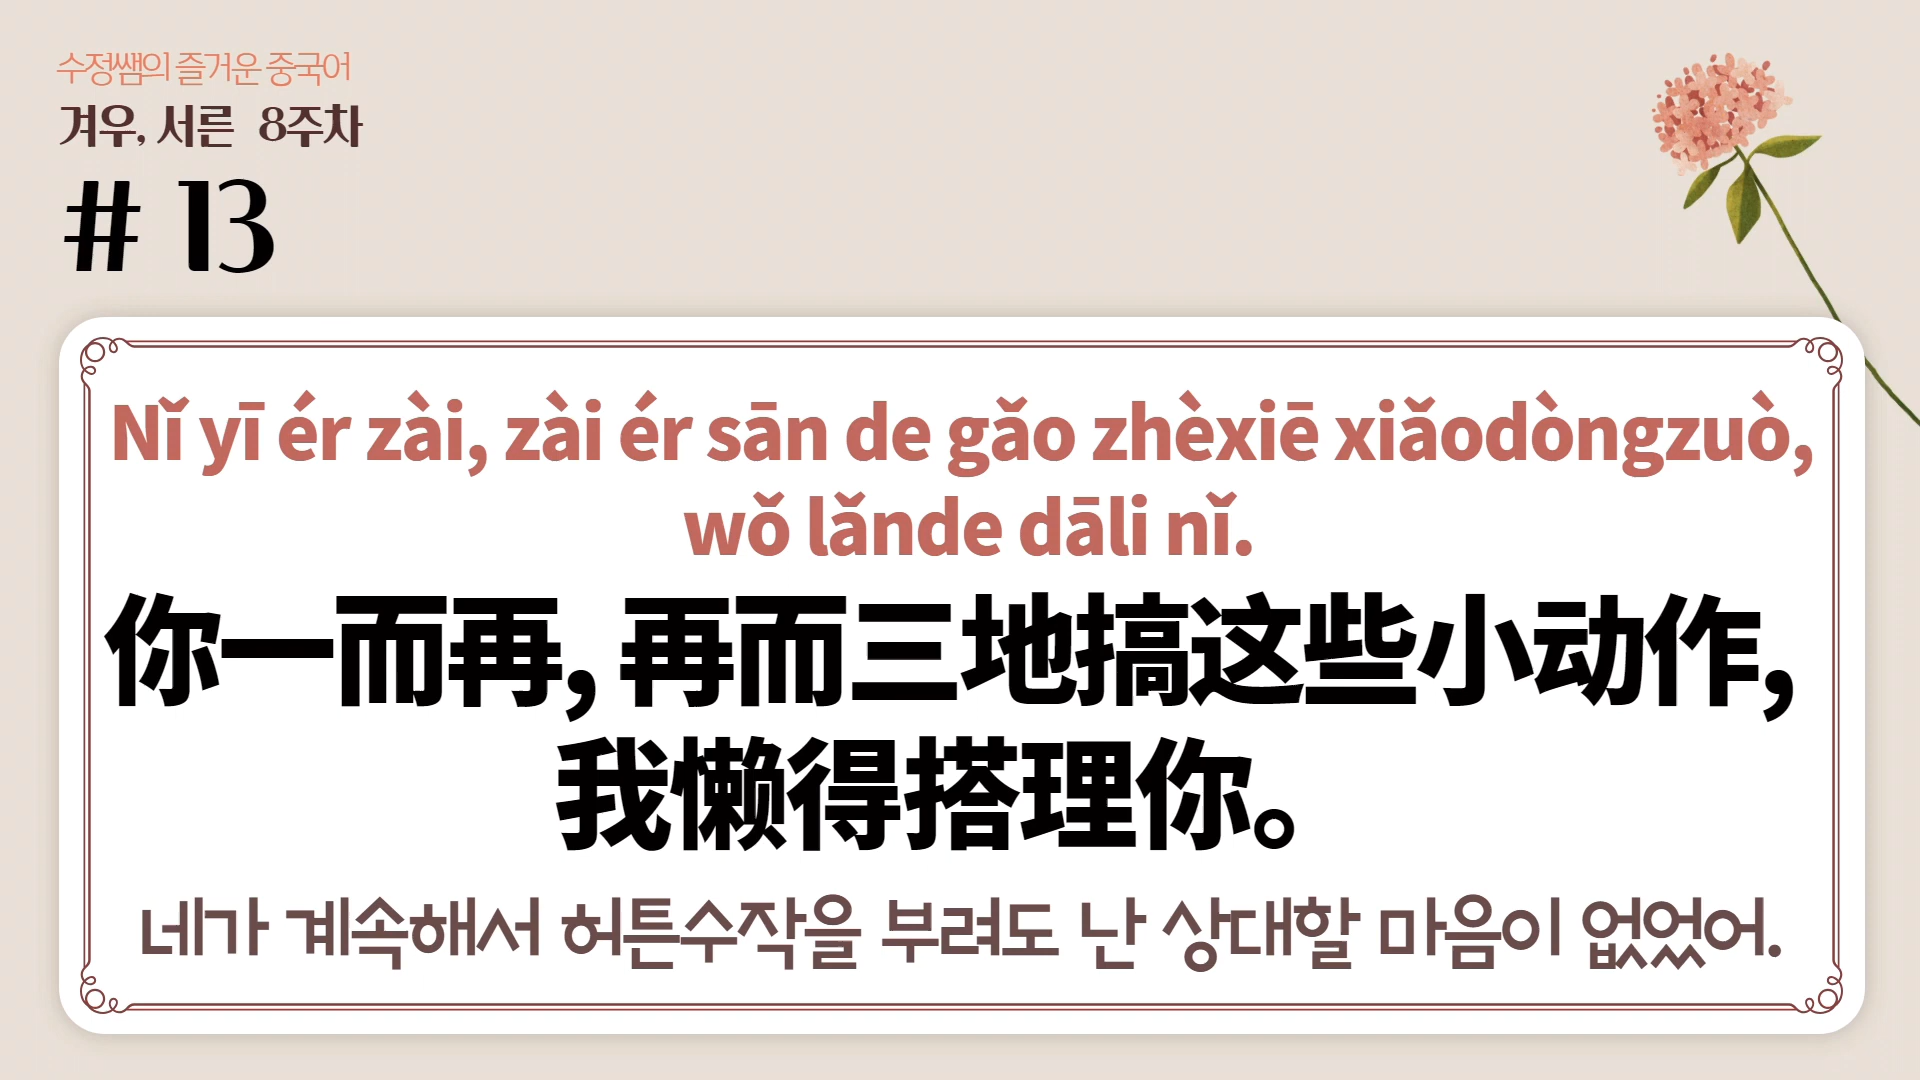 수정쌤의 즐거운 중국어
겨우, 서른 8주차
# 13
Nǐ yī ér zài, zài ér sān de gǎo zhèxiē xiǎodòngzuò,
wǒ lǎnde dāli nǐ.
你一而再, 再而三地搞这些小动作,
我懒得搭理你。
네가 계속해서 허튼수작을 부려도 난 상대할 마음이 없었어.